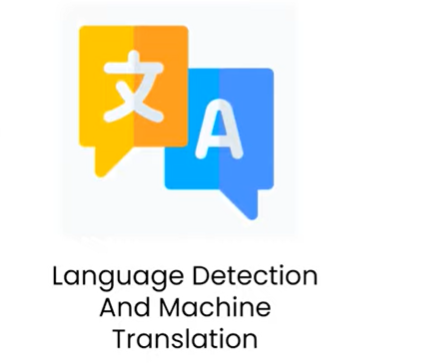 文
A
Language Detection
And Machine
Translation